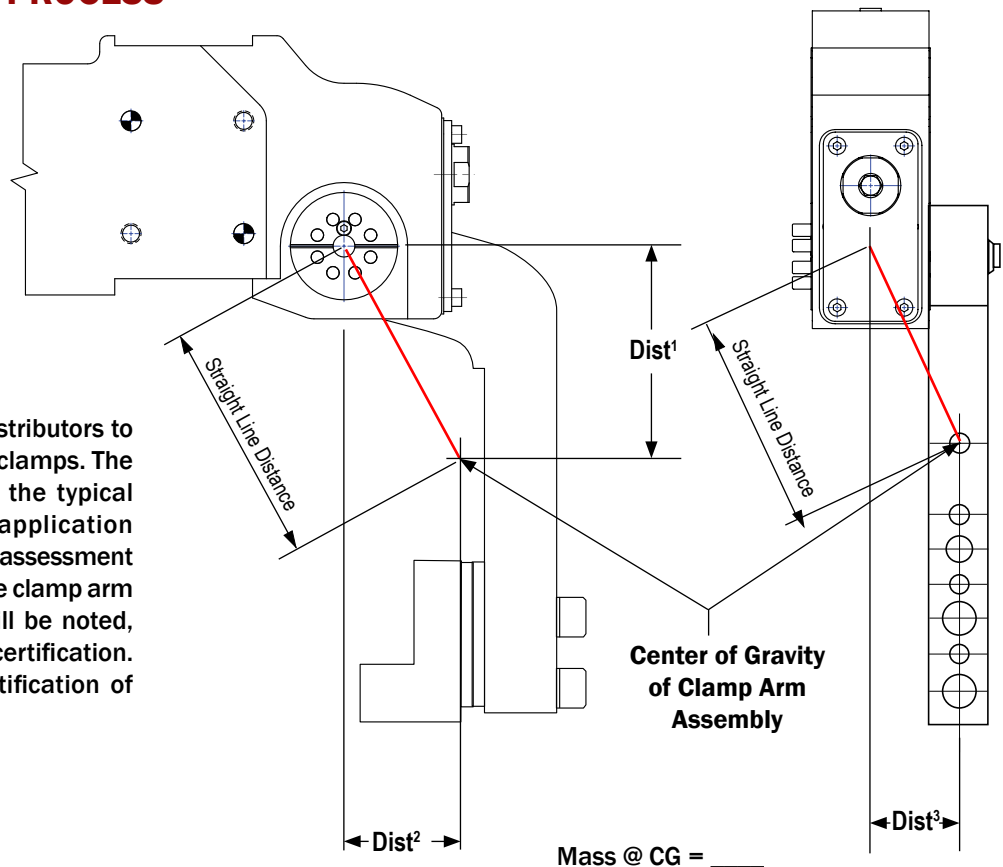 PROCESS
stributors to
clamps. The
the typical
application
assessment
e clamp arm
ll be noted,
certification.
tification of
Straight Line Distance
Dist¹
Straight Line Distance
Center of Gravity
of Clamp Arm
Assembly
Dist²
Dist³
Mass @ CG = ____